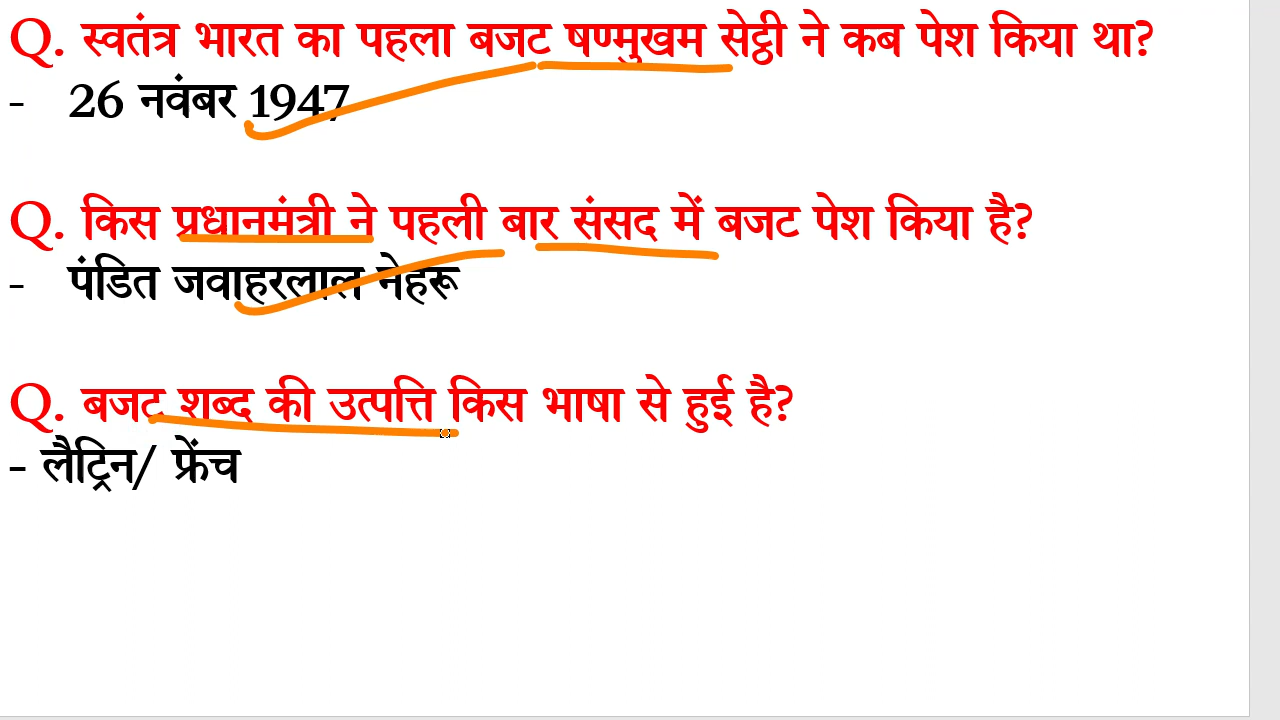 Q. स्वतंत्र भारत का पहला बजट षण्मुखम सेट्ठी ने कब पेश किया था?
- 26 नवंबर 1947
Q. किस प्रधानमंत्री ने पहली बार संसद में बजट पेश किया है?
- पंडित जवाहरलाल नेहरू
Q. बजट शब्द की उत्पत्ति किस भाषा से हुई है?
- लैट्रिन/ फ्रेंच